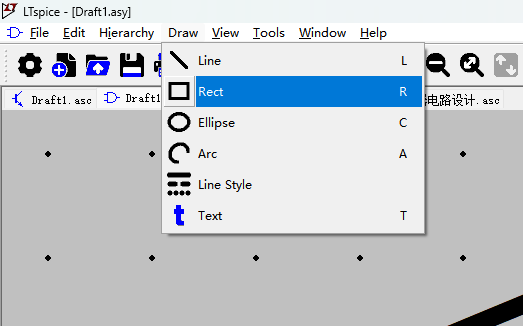 LTspice - [Draft1.asy]
File Edit Hierarchy Draw View Tools Window Help
Line L
Draft1.asc Draft1 Rect R 电路设计.asc
Ellipse C
Arc A
Line Style
Text T